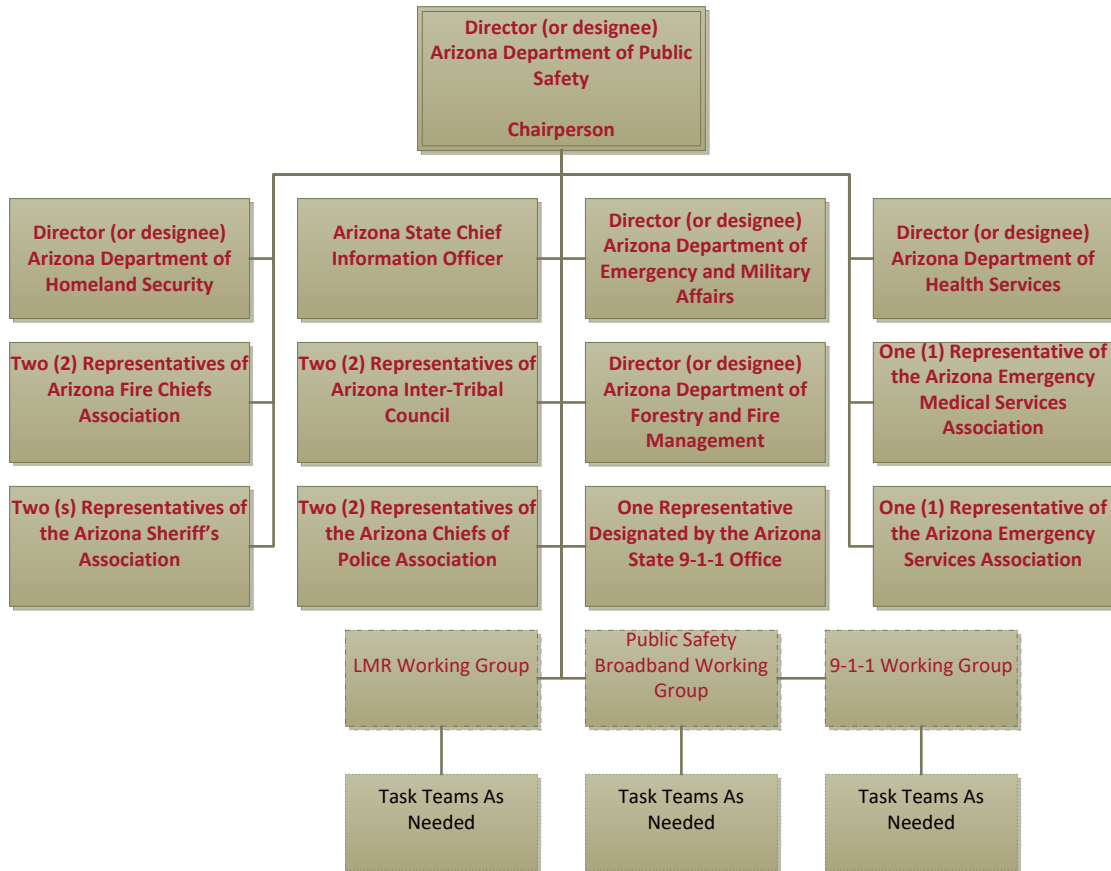 Director (or designee)
Arizona Department of Public
Safety
Chairperson
Director (or designee)
Arizona Department of
Homeland Security
Arizona State Chief
Information Officer
Director (or designee)
Arizona Department of
Emergency and Military
Affairs
Director (or designee)
Arizona Department of
Health Services
Two (2) Representatives of
Arizona Fire Chiefs
Association
Two (2) Representatives of
Arizona Inter-Tribal
Council
Director (or designee)
Arizona Department of
Forestry and Fire
Management
One (1) Representative of
the Arizona Emergency
Medical Services
Association
Two (s) Representatives of
the Arizona Sheriff’s
Association
Two (2) Representatives of
the Arizona Chiefs of
Police Association
One Representative
Designated by the Arizona
State 9-1-1 Office
One (1) Representative of
the Arizona Emergency
Services Association
LMR Working Group
Public Safety
Broadband Working
Group
9-1-1 Working Group
Task Teams As
Needed
Task Teams As
Needed
Task Teams As
Needed